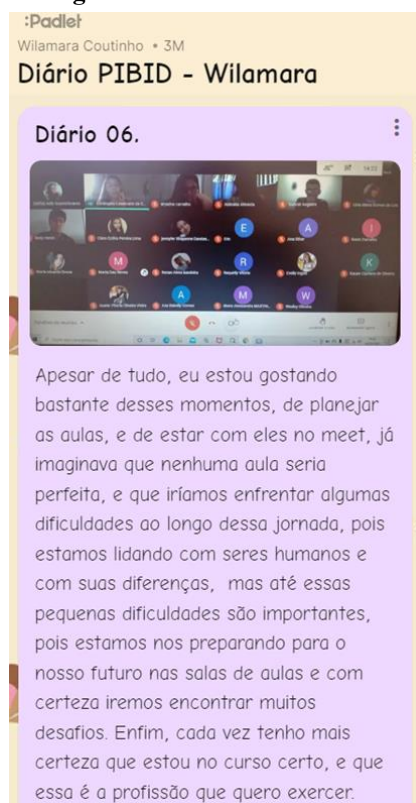 :Padlet
Wilamara Coutinho • 3M
Diário PIBID - Wilamara
Diário 06.
E
A
M
R
A
M
W
Apesar de tudo, eu estou gostando
bastante desses momentos, de planejar
as aulas, e de estar com eles no meet, já
imaginava que nenhuma aula seria
perfeita, e que iríamos enfrentar algumas
dificuldades ao longo dessa jornada, pois
estamos lidando com seres humanos e
com suas diferenças, mas até essas
pequenas dificuldades são importantes,
pois estamos nos preparando para o
nosso futuro nas salas de aulas e com
certeza iremos encontrar muitos
desafios. Enfim, cada vez tenho mais
certeza que estou no curso certo, e que
essa é a profissão que quero exercer.